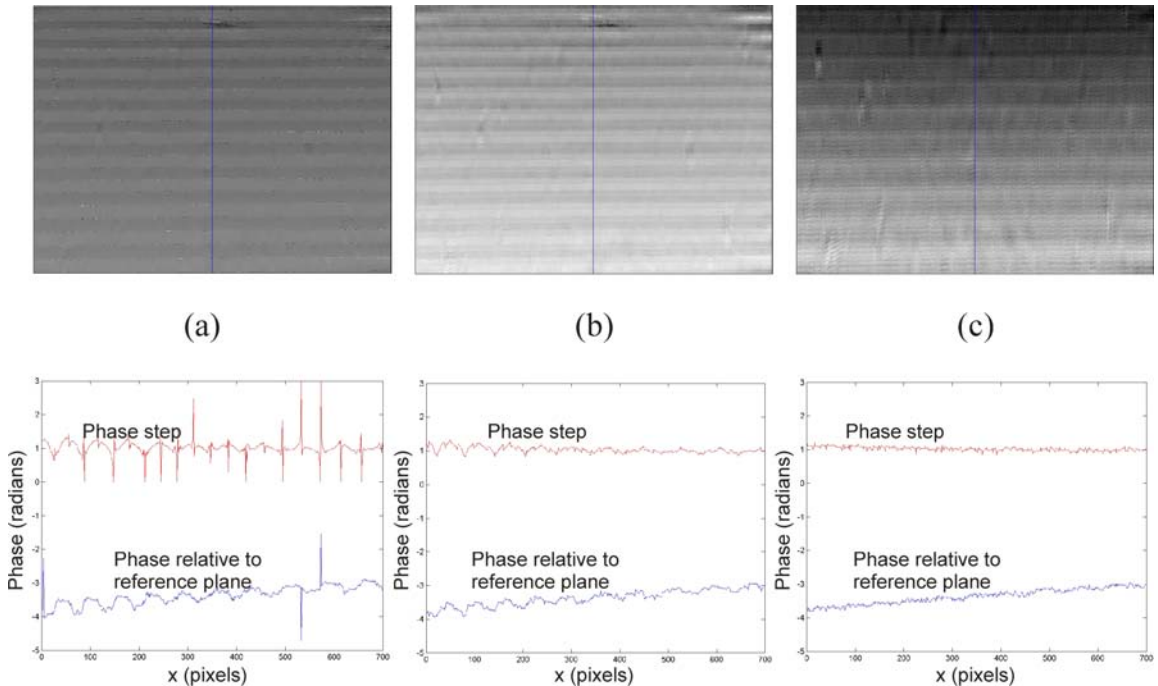 (a)
(b)
(c)
3
2
1
0
-1
-2
-3
-4
-5
Phase (radians)
Phase step
Phase relative to
reference plane
0
100
200
300
400
500
600
700
x (pixels)
3
2
1
0
-1
-2
-3
-4
-5
Phase (radians)
Phase step
Phase relative to
reference plane
0
100
200
300
400
500
600
700
x (pixels)
3
2
1
0
-1
-2
-3
-4
-5
Phase (radians)
Phase step
Phase relative to
reference plane
0
100
200
300
400
500
600
700
x (pixels)